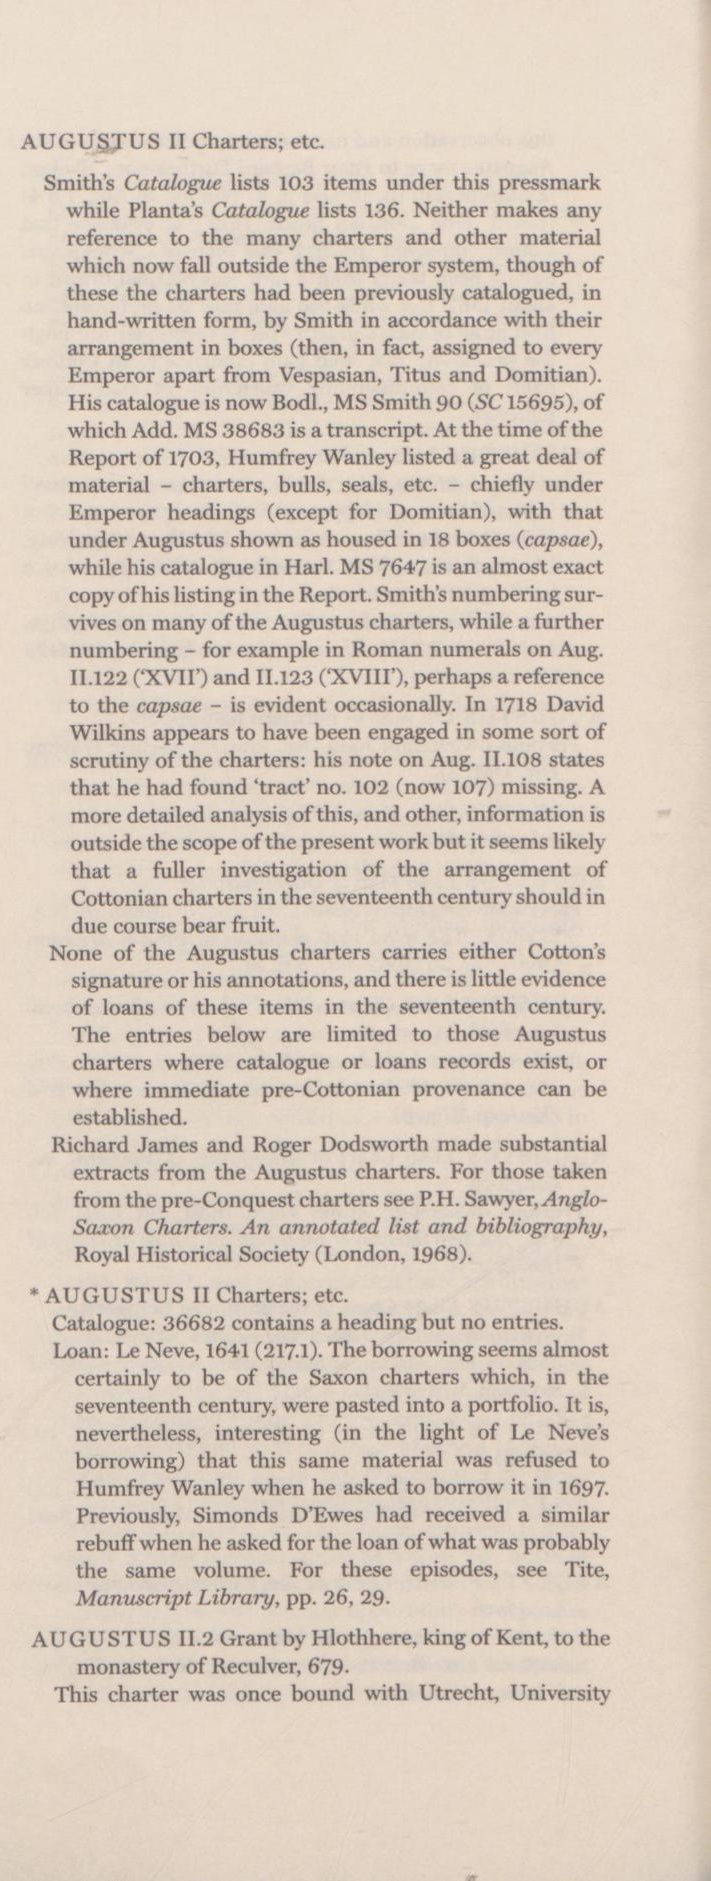 AUGUSTUS II Charters; etc.
Smith's Catalogue lists 103 items under this pressmark
while Planta's Catalogue lists 136. Neither makes any
reference to the many charters and other material
which now fall outside the Emperor system, though of
these the charters had been previously catalogued, in
hand-written form, by Smith in accordance with their
arrangement in boxes (then, in fact, assigned to every
Emperor apart from Vespasian, Titus and Domitian).
His catalogue is now Bodl., MS Smith 90 (SC 15695), of
which Add. MS 38683 is a transcript. At the time of the
Report of 1703, Humfrey Wanley listed a great deal of
material – charters, bulls, seals, etc. – chiefly under
Emperor headings (except for Domitian), with that
under Augustus shown as housed in 18 boxes (capsae),
while his catalogue in Harl. MS 7647 is an almost exact
copy of his listing in the Report. Smith's numbering sur-
vives on many of the Augustus charters, while a further
numbering – for example in Roman numerals on Aug.
II.122 ('XVII') and II.123 ('XVIII'), perhaps a reference
to the capsae – is evident occasionally. In 1718 David
Wilkins appears to have been engaged in some sort of
scrutiny of the charters: his note on Aug. II.108 states
that he had found 'tract' no. 102 (now 107) missing. A
more detailed analysis of this, and other, information is
outside the scope of the present work but it seems likely
that a fuller investigation of the arrangement of
Cottonian charters in the seventeenth century should in
due course bear fruit.
None of the Augustus charters carries either Cotton's
signature or his annotations, and there is little evidence
of loans of these items in the seventeenth century.
The entries below are limited to those Augustus
charters where catalogue or loans records exist, or
where immediate pre-Cottonian provenance can be
established.
Richard James and Roger Dodsworth made substantial
extracts from the Augustus charters. For those taken
from the pre-Conquest charters see P.H. Sawyer, Anglo-
Saxon Charters. An annotated list and bibliography,
Royal Historical Society (London, 1968).
* AUGUSTUS II Charters; etc.
Catalogue: 36682 contains a heading but no entries.
Loan: Le Neve, 1641 (217.1). The borrowing seems almost
certainly to be of the Saxon charters which, in the
seventeenth century, were pasted into a portfolio. It is,
nevertheless, interesting (in the light of Le Neve's
borrowing) that this same material was refused to
Humfrey Wanley when he asked to borrow it in 1697.
Previously, Simonds D'Ewes had received a similar
rebuff when he asked for the loan of what was probably
the same volume. For these episodes, see Tite,
Manuscript Library, pp. 26, 29.
AUGUSTUS II.2 Grant by Hlothhere, king of Kent, to the
monastery of Reculver, 679.
This charter was once bound with Utrecht, University